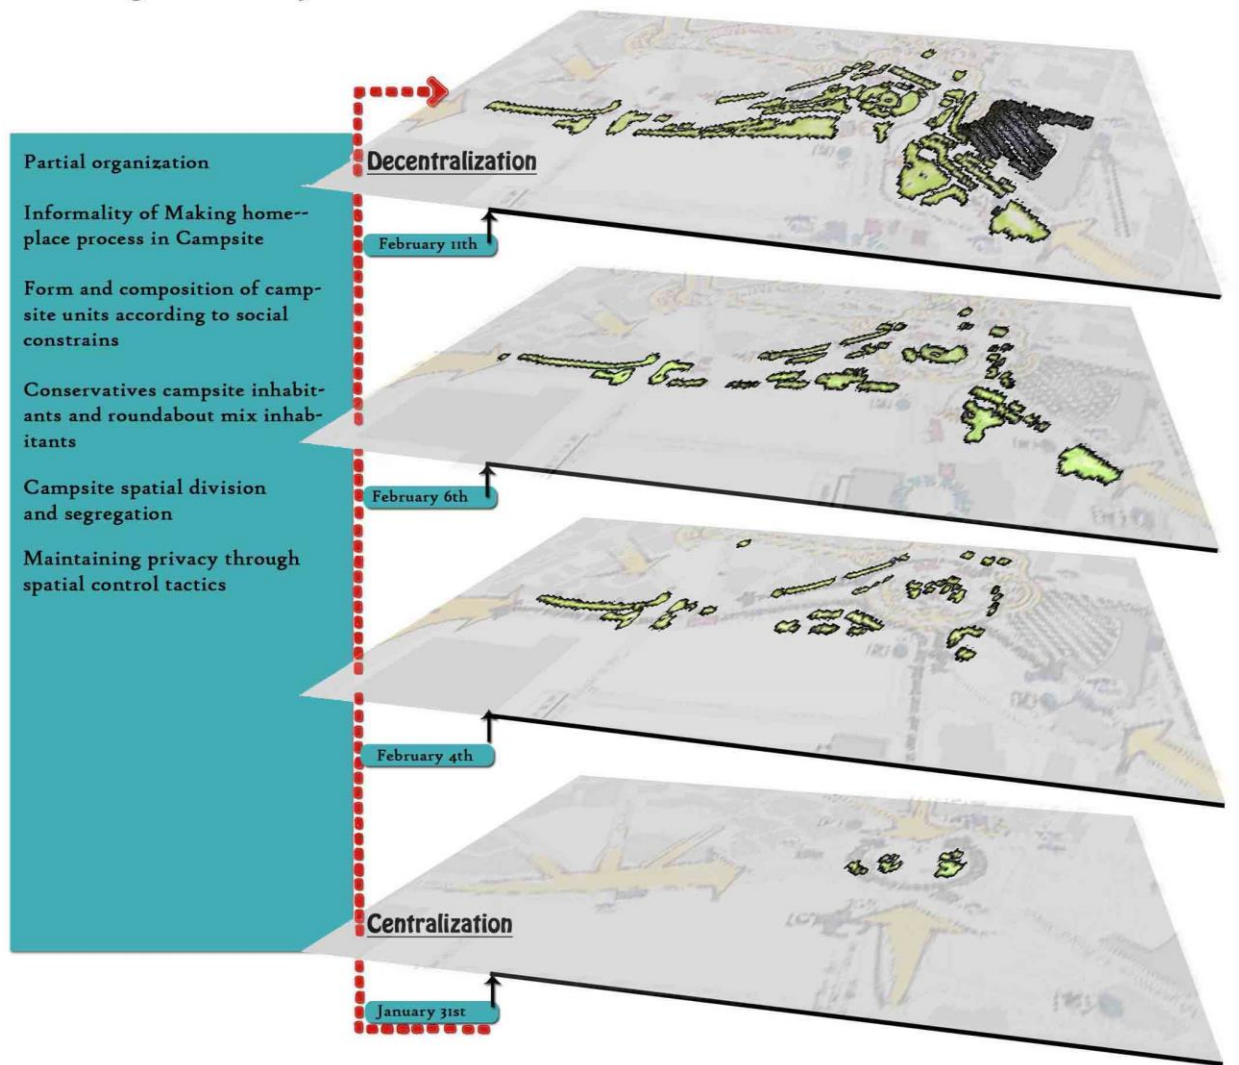 Partial organization
Informality of Making home--
place process in Campsite
Form and composition of camp-
site units according to social
constrains
Conservatives campsite inhabit-
ants and roundabout mix inhab-
itants
Campsite spatial division
and segregation
Maintaining privacy through
spatial control tactics
Decentralization
February 11th
February 6th
February 4th
Centralization
January 31st